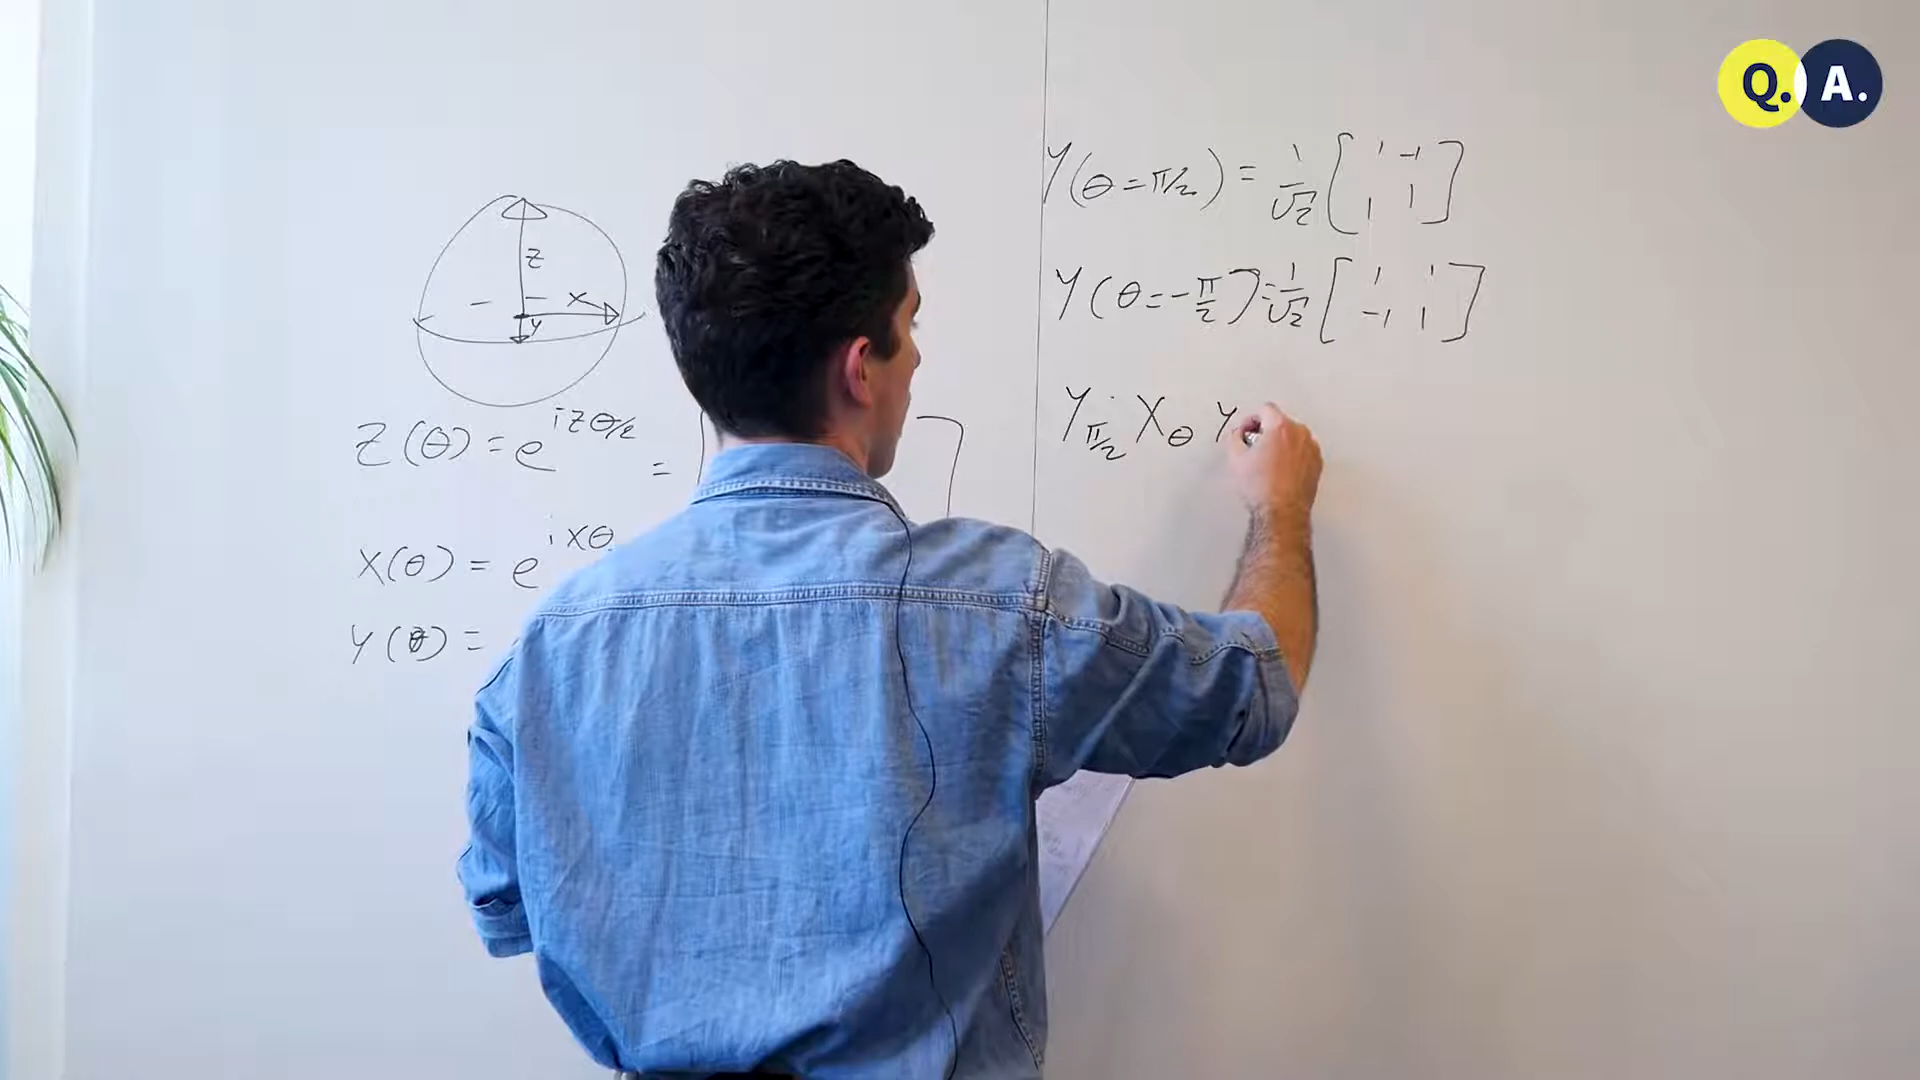 Q. A.
Z
X
Y
Z(θ) = e^{iZθ/2} =
X(θ) = e^{iXθ
Y(θ) =
Y(θ=π/2) = 1/√2 [1 -1
1 1]
Y(θ=-π/2) = 1/√2 [1 1
-1 1]
Y_{π/2} X_θ Y